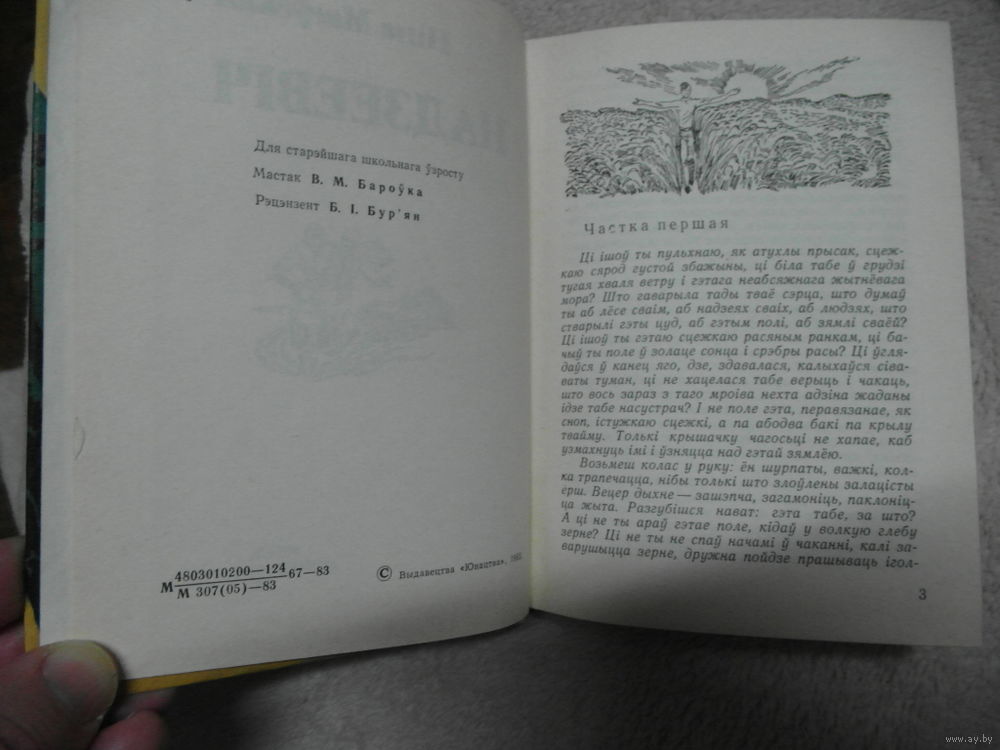 Для старэйшага школьнага ўзросту
Мастак В. М. Бароўка
Рэцэнзент Б. І. Бур'ян
М 4803010200—124 67—83
М 307(05)—83
© Выдавецтва «Юнацтва», 1983.
Частка першая
Ці ішоў ты пульхнаю, як атухлы прысак, сцеж-
каю сярод густой збажыны, ці біла табе ў грудзі
тугая хваля ветру і гэтага неабсяжнага жытнёвага
мора? Што гаварыла тады тваё сэрца, што думаў
ты аб лёсе сваім, аб надзеях сваіх, аб людзях, што
стварылі гэты цуд, аб гэтым полі, аб зямлі сваёй?
Ці ішоў ты гэтаю сцежкаю расяным ранкам, ці ба-
чыў ты поле ў золаце сонца і срэбры расы? Ці ўгля-
даўся ў канец яго, дзе, здавалася, калыхаўся сіва-
ваты туман, ці не хацелася табе верыць і чакаць,
што вось зараз з таго мроіва нехта адзіна жаданы
ідзе табе насустрач? І не поле гэта, перавязанае, як
сноп, істужкаю сцежкі, а па абодва бакі па крылу
твайму. Толькі крышачку чагосьці не хапае, каб
узмахнуць імі і ўзняцца над гэтай зямлёю.
Возьмеш колас у руку: ён шурпаты, важкі, кол-
ка трапечацца, нібы толькі што злоўлены залацісты
ёрш. Вецер дыхне — зашэпча, загамоніць, паклоніц-
ца жыта. Разгубішся нават: гэта табе, за што?
А ці не ты араў гэтае поле, кідаў у волкую глебу
зерне? Ці не ты не спаў начамі ў чаканні, калі за-
варушыцца зерне, дружна пойдзе прашываць ігол-
3
www.ay.by